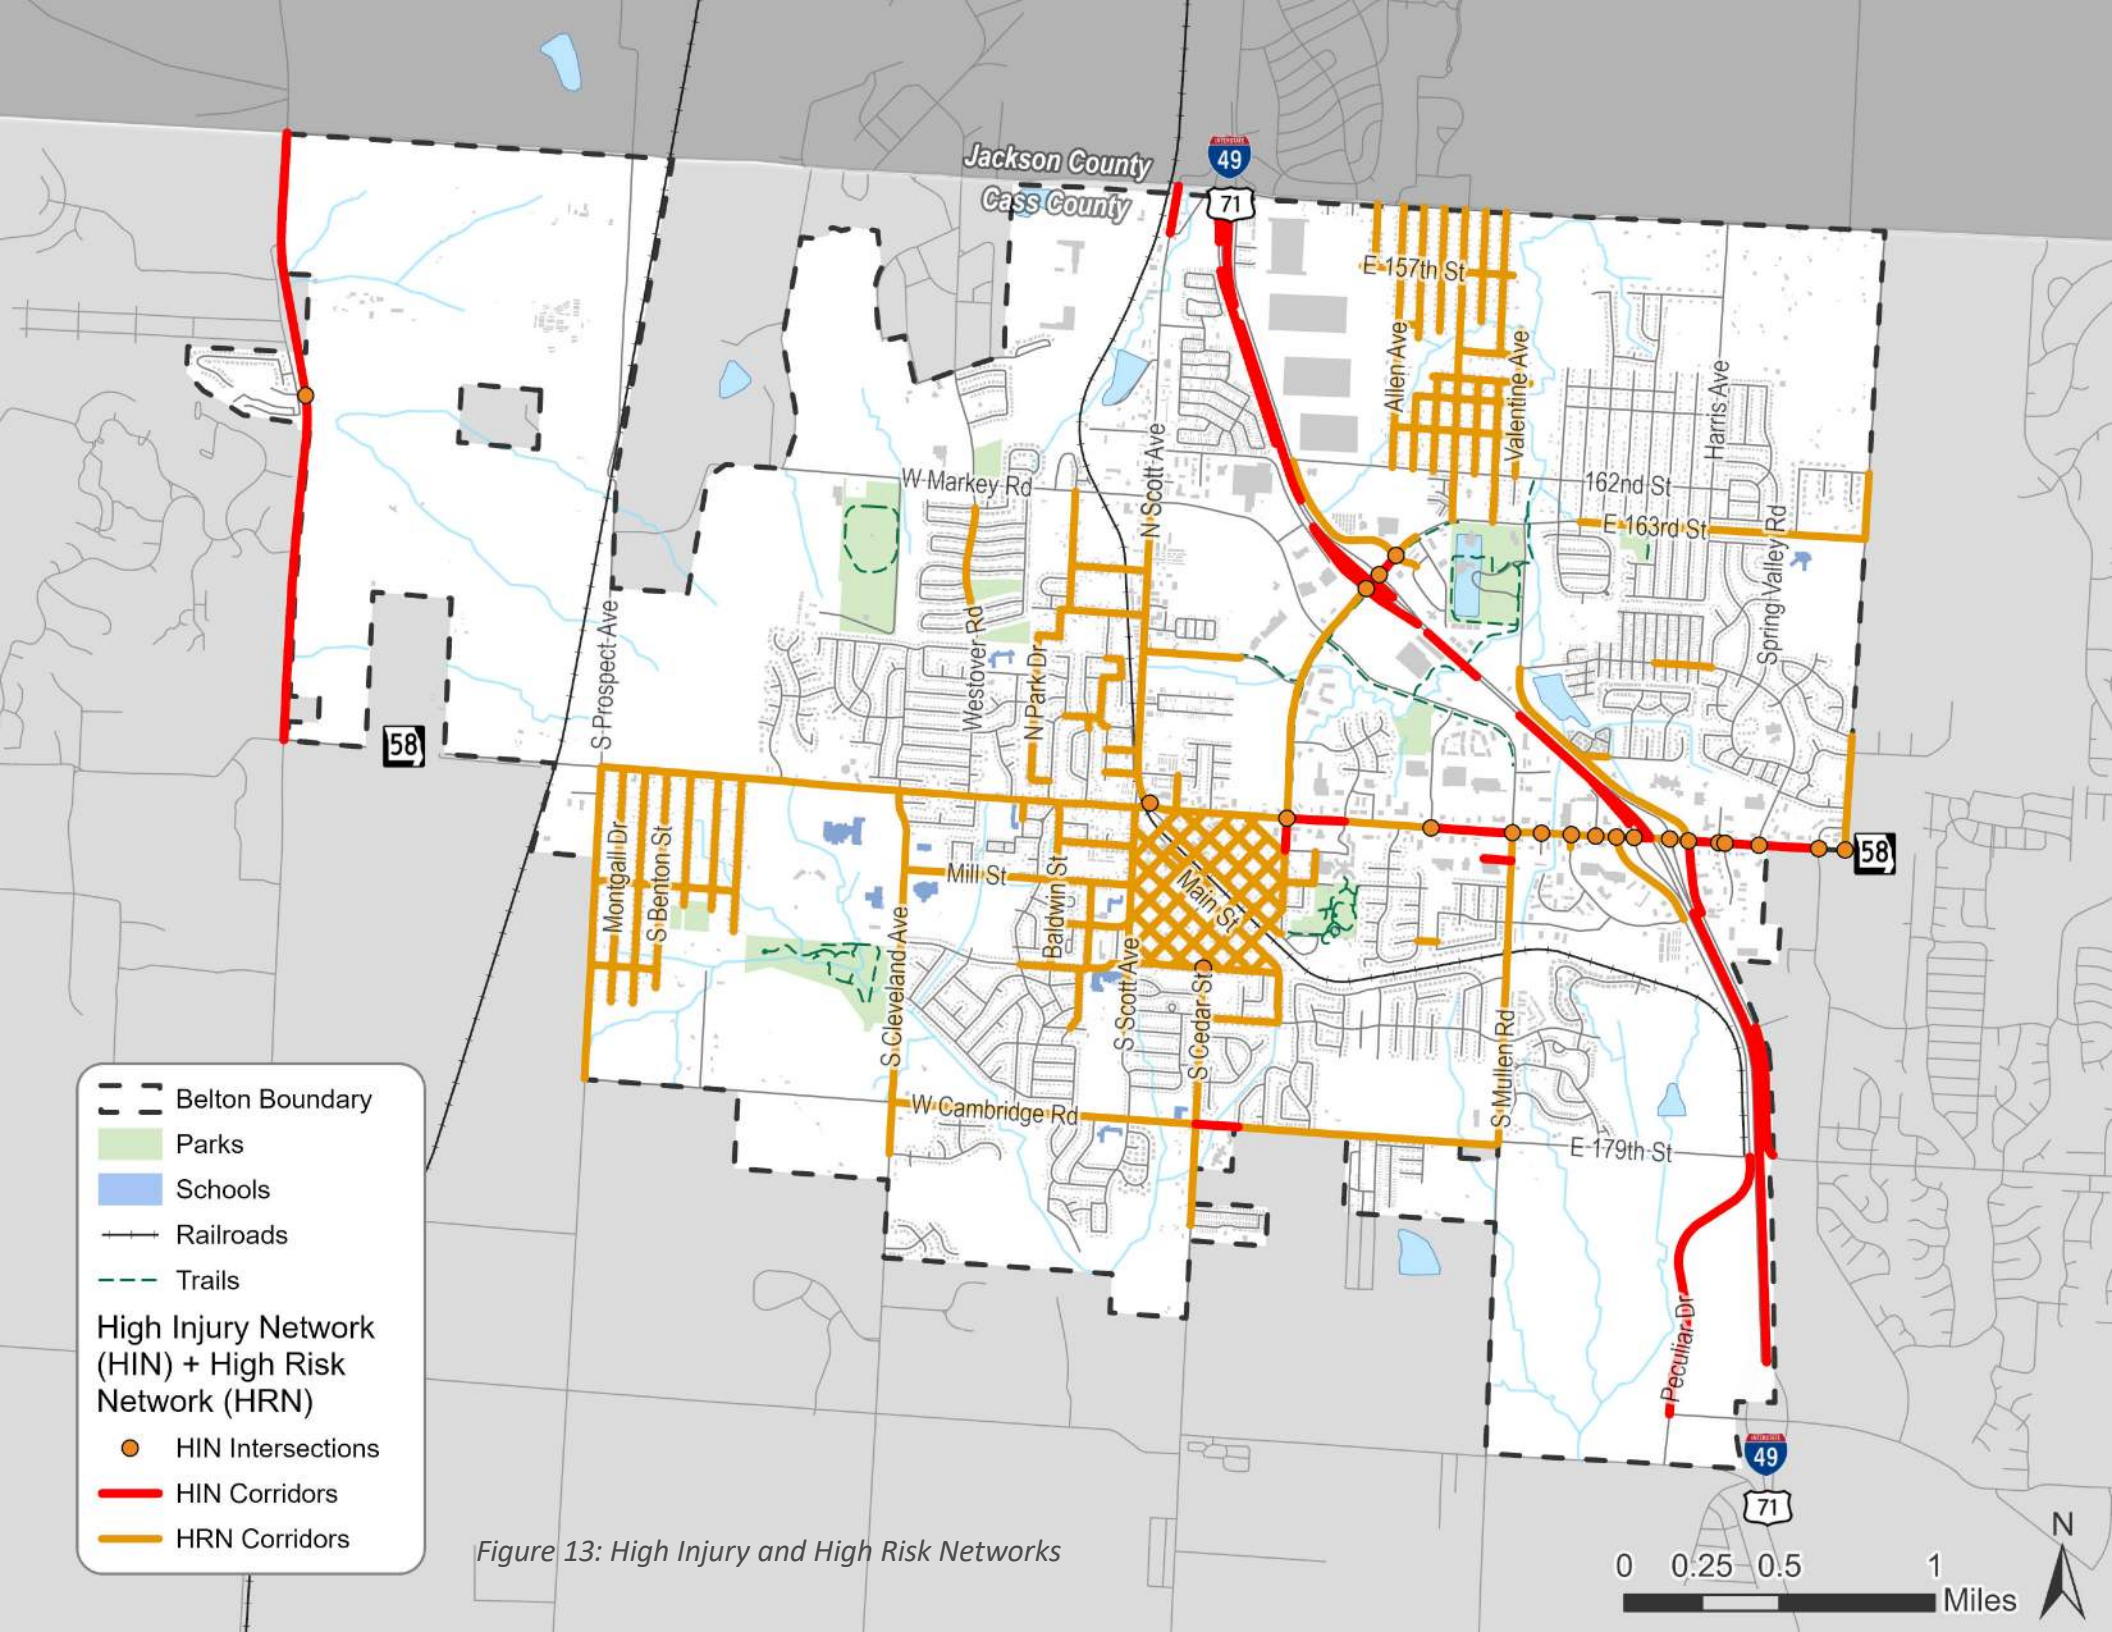 Jackson County
Cass County
INTERSTATE
49
71
E 157th St
Allen Ave
Valentine Ave
Harris Ave
N Scott Ave
W Markey Rd
162nd St
E 163rd St
Spring Valley Rd
S Prospect Ave
Westover Rd
N Park Dr
58
Montgall Dr
S Benton St
Mill St
Baldwin St
Main St
58
S Cleveland Ave
S Scott Ave
S Cedar St
S Mullen Rd
W Cambridge Rd
E 179th St
Peculiar Dr
INTERSTATE
49
71
Belton Boundary
Parks
Schools
Railroads
Trails
High Injury Network
(HIN) + High Risk
Network (HRN)
HIN Intersections
HIN Corridors
HRN Corridors
Figure 13: High Injury and High Risk Networks
0 0.25 0.5 1
Miles
N